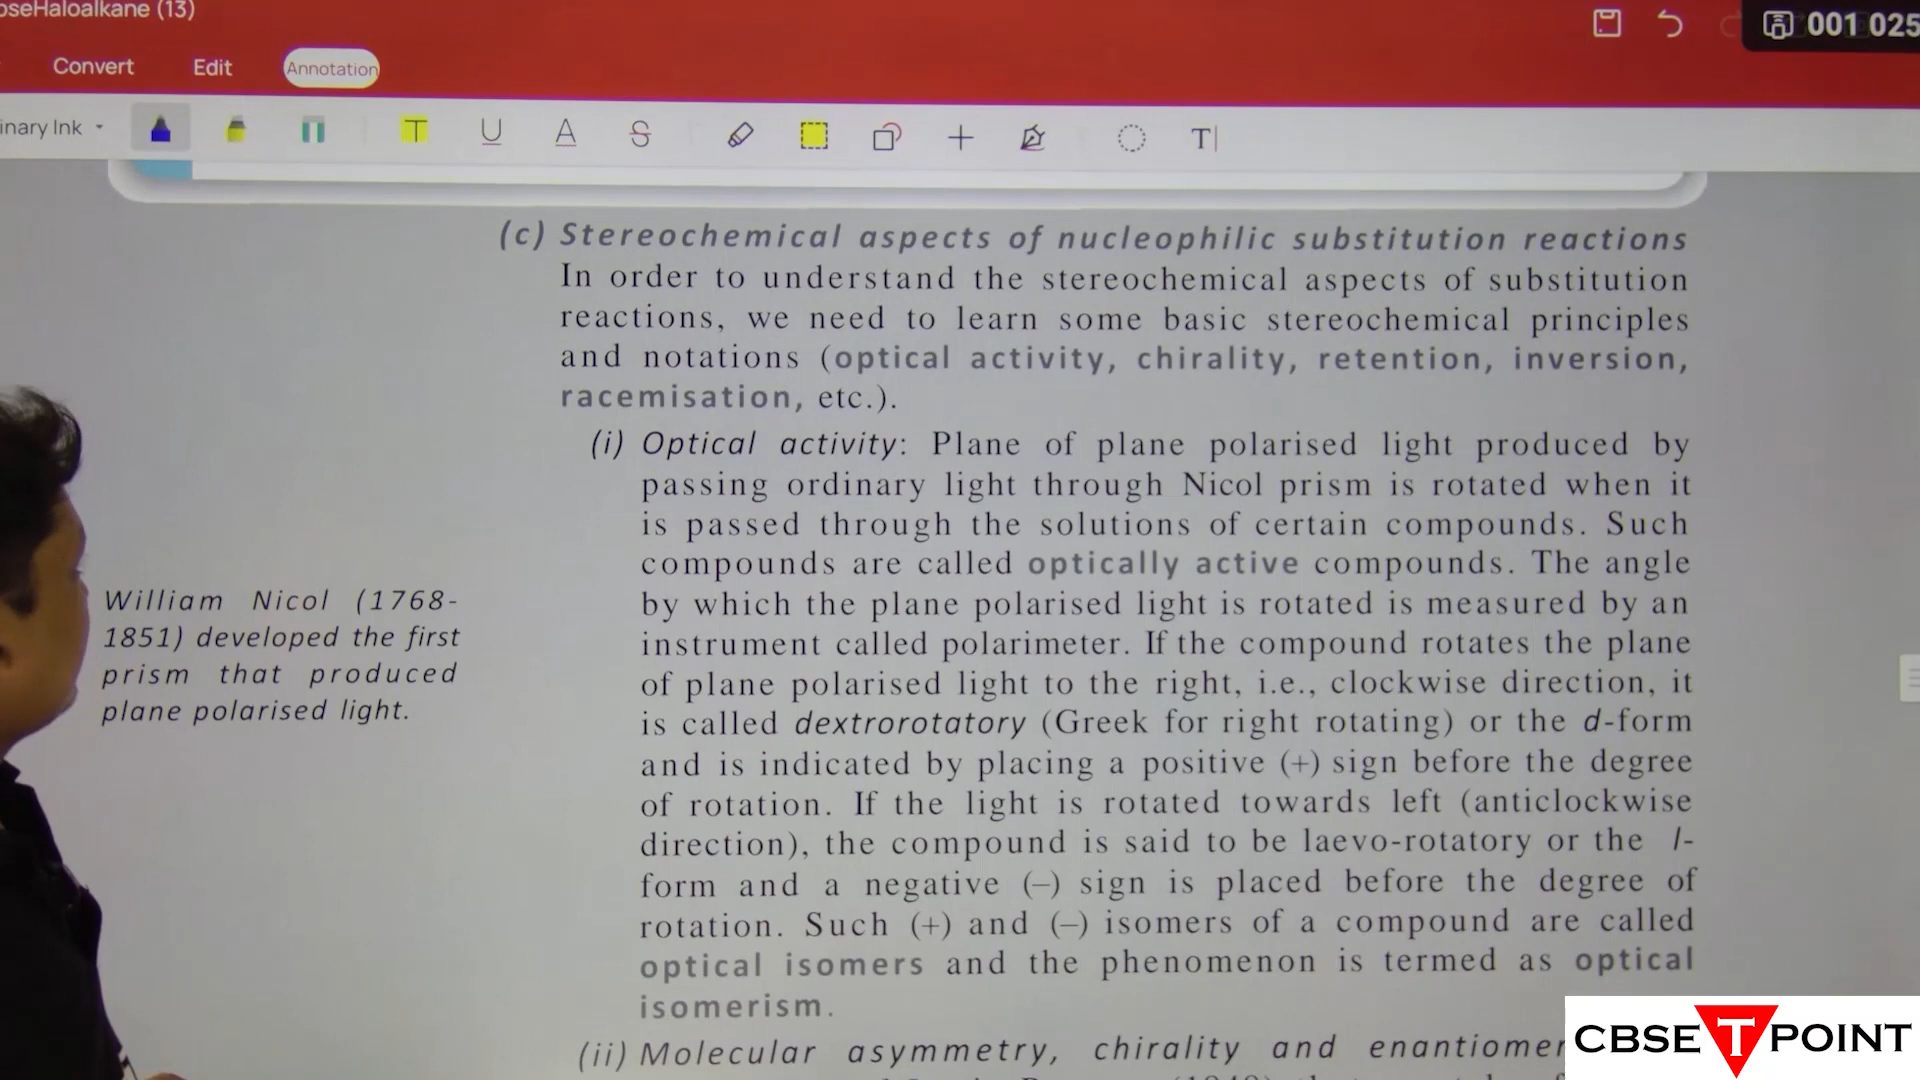 oseHaloalkane (13)
001 025
Convert Edit Annotation
inary Ink
T U A S T
(c) Stereochemical aspects of nucleophilic substitution reactions
In order to understand the stereochemical aspects of substitution
reactions, we need to learn some basic stereochemical principles
and notations (optical activity, chirality, retention, inversion,
racemisation, etc.).
(i) Optical activity: Plane of plane polarised light produced by
passing ordinary light through Nicol prism is rotated when it
is passed through the solutions of certain compounds. Such
compounds are called optically active compounds. The angle
by which the plane polarised light is rotated is measured by an
instrument called polarimeter. If the compound rotates the plane
of plane polarised light to the right, i.e., clockwise direction, it
is called dextrorotatory (Greek for right rotating) or the d-form
and is indicated by placing a positive (+) sign before the degree
of rotation. If the light is rotated towards left (anticlockwise
direction), the compound is said to be laevo-rotatory or the l-
form and a negative (–) sign is placed before the degree of
rotation. Such (+) and (–) isomers of a compound are called
optical isomers and the phenomenon is termed as optical
isomerism.
William Nicol (1768-
1851) developed the first
prism that produced
plane polarised light.
(ii) Molecular asymmetry, chirality and enantiomer
CBSE T POINT